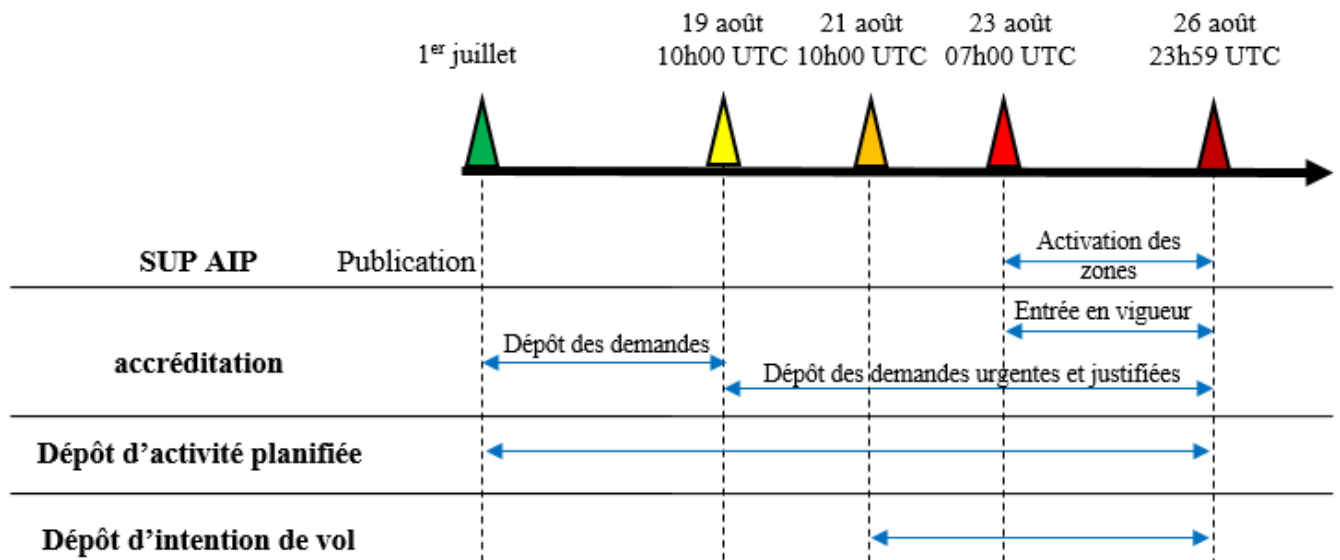 1er juillet
19 août
10h00 UTC
21 août
10h00 UTC
23 août
07h00 UTC
26 août
23h59 UTC
SUP AIP
Publication
Activation des
zones
accréditation
Entrée en vigueur
Dépôt des demandes
Dépôt des demandes urgentes et justifiées
Dépôt d’activité planifiée
Dépôt d’intention de vol